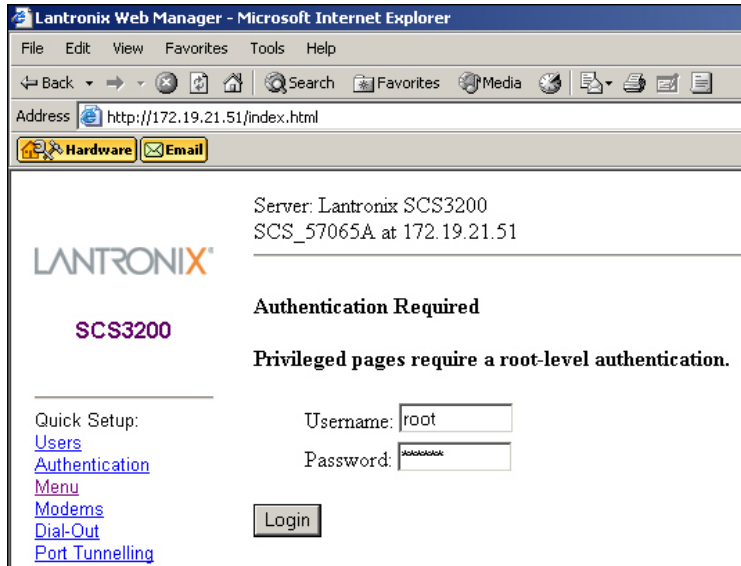 Lantronix Web Manager - Microsoft Internet Explorer
File Edit View Favorites Tools Help
Back Search Favorites Media
Address http://172.19.21.51/index.html
Hardware Email
LANTRONIX®
SCS3200
Quick Setup:
Users
Authentication
Menu
Modems
Dial-Out
Port Tunnelling
Server: Lantronix SCS3200
SCS_57065A at 172.19.21.51
Authentication Required
Privileged pages require a root-level authentication.
Username: root
Password: *******
Login